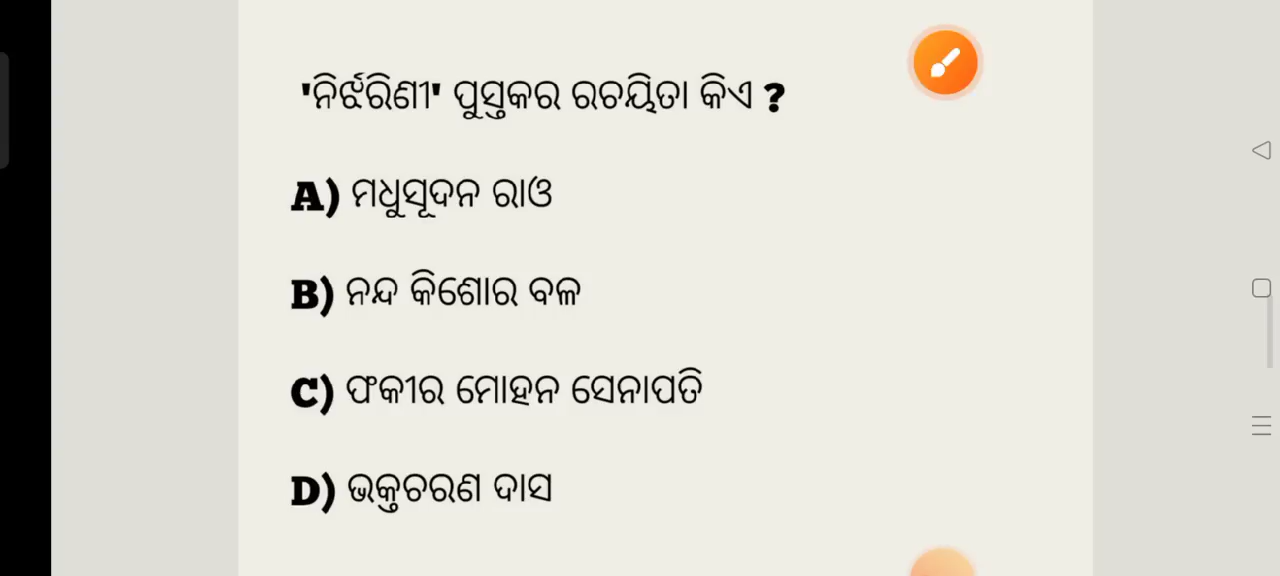 'ନିର୍ଝରିଣୀ' ପୁସ୍ତକର ରଚୟିତା କିଏ ?
A) ମଧୁସୂଦନ ରାଓ
B) ନନ୍ଦ କିଶୋର ବଳ
C) ଫକୀର ମୋହନ ସେନାପତି
D) ଭକ୍ତଚରଣ ଦାସ